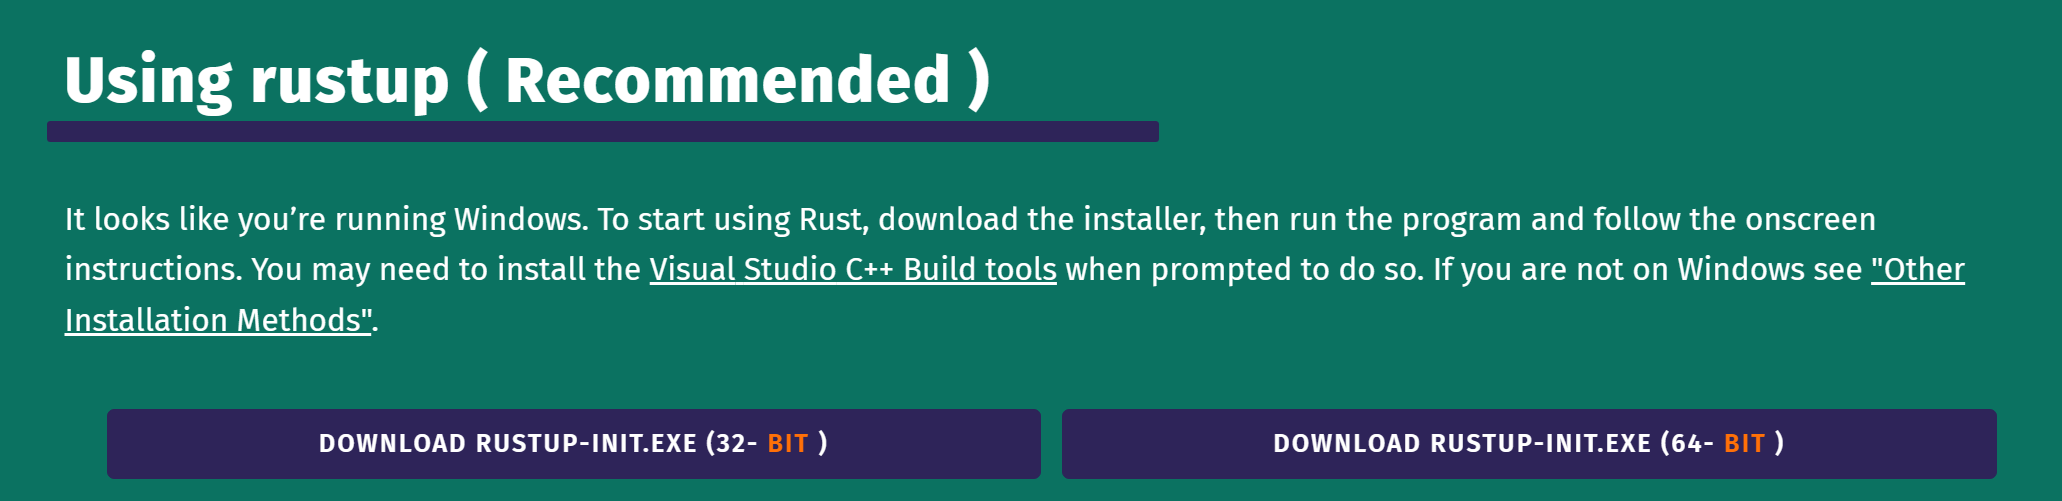 Using rustup ( Recommended )
It looks like you’re running Windows. To start using Rust, download the installer, then run the program and follow the onscreen
instructions. You may need to install the Visual Studio C++ Build tools when prompted to do so. If you are not on Windows see "Other
Installation Methods".
DOWNLOAD RUSTUP-INIT.EXE (32- BIT )
DOWNLOAD RUSTUP-INIT.EXE (64- BIT )